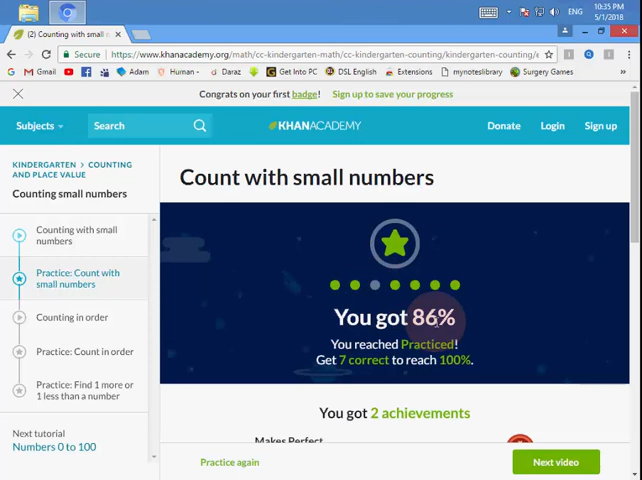 10:35 PM
ENG
5/1/2018
(2) Counting with small n
Secure
https://www.khanacademy.org/math/cc-kindergarten-math/cc-kindergarten-counting/kindergarten-counting/e
Gmail
Adam
Human -
Daraz
Get Into PC
DSL English
Extensions
mynoteslibrary
Surgery Games
Congrats on your first badge! Sign up to save your progress
Subjects
Search
KHANACADEMY
Donate
Login
Sign up
KINDERGARTEN > COUNTING
AND PLACE VALUE
Counting small numbers
Counting with small
numbers
Practice: Count with
small numbers
Counting in order
Practice: Count in order
Practice: Find 1 more or
1 less than a number
Next tutorial
Numbers 0 to 100
Count with small numbers
You got 86%
You reached Practiced!
Get 7 correct to reach 100%.
You got 2 achievements
Makes Perfect
Practice again
Next video